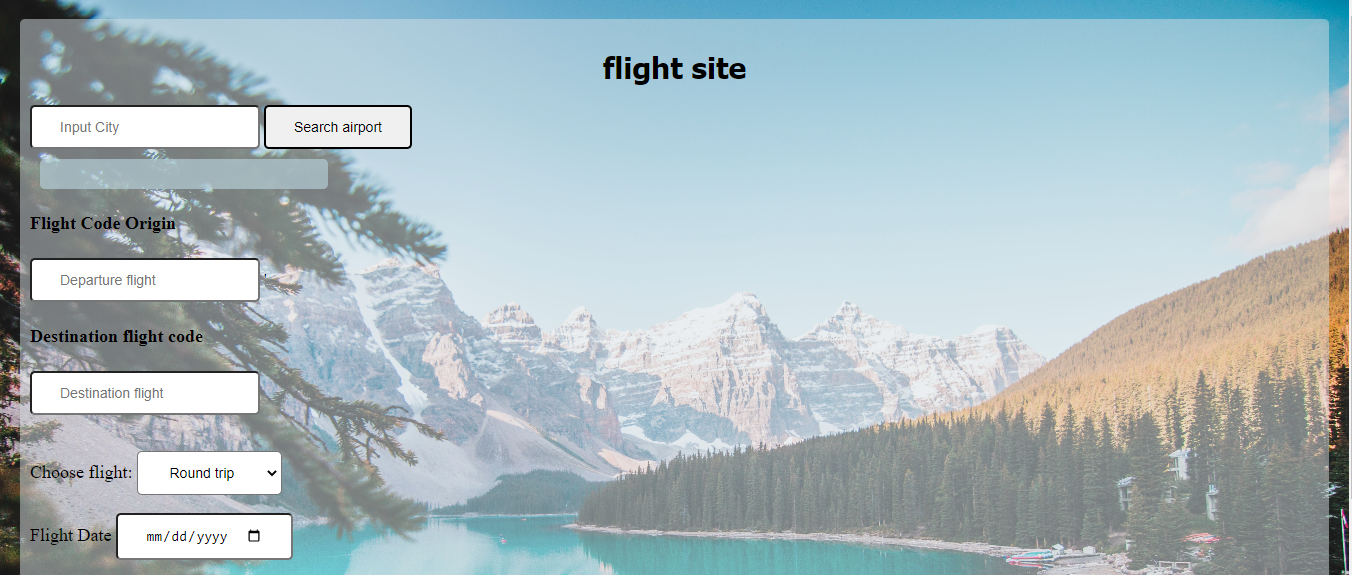 flight site
Input City Search airport
Flight Code Origin
Departure flight '
Destination flight code
Destination flight
Choose flight: Round trip
Flight Date mm/dd/yyyy